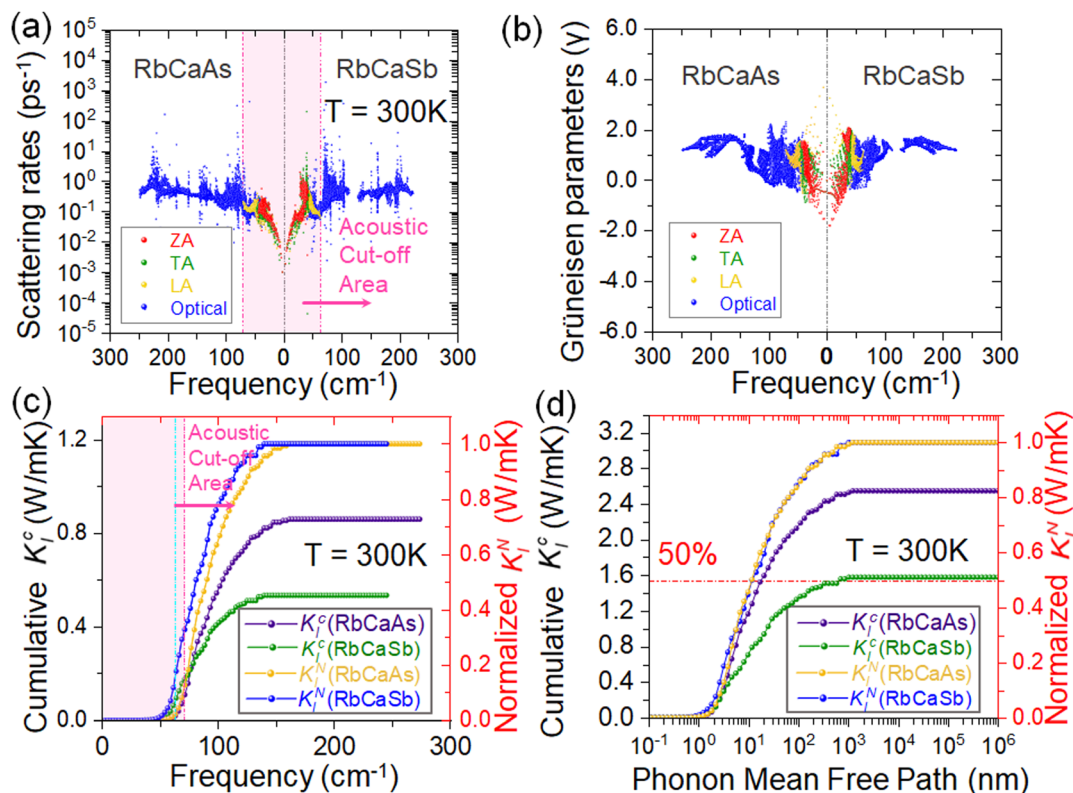 (a)
Scattering rates (ps⁻¹)
10⁵
10⁴
10³
10²
10¹
10⁰
10⁻¹
10⁻²
10⁻³
10⁻⁴
10⁻⁵
RbCaAs
RbCaSb
T = 300K
Acoustic
Cut-off
Area
ZA
TA
LA
Optical
300 200 100 0 100 200 300
Frequency (cm⁻¹)
(b)
Grüneisen parameters (γ)
6.0
4.0
2.0
0.0
-2.0
-4.0
-6.0
RbCaAs
RbCaSb
ZA
TA
LA
Optical
300 200 100 0 100 200 300
Frequency (cm⁻¹)
(c)
Cumulative K_l^c (W/mK)
1.2
0.8
0.4
0.0
Acoustic
Cut-off
Area
T = 300K
K_l^c (RbCaAs)
K_l^c (RbCaSb)
K_l^N (RbCaAs)
K_l^N (RbCaSb)
1.0
0.8
0.6
0.4
0.2
0.0
Normalized K_l^N (W/mK)
0 100 200 300
Frequency (cm⁻¹)
(d)
Cumulative K_l^c (W/mK)
3.2
2.8
2.4
2.0
1.6
1.2
0.8
0.4
0.0
50%
T = 300K
K_l^c (RbCaAs)
K_l^c (RbCaSb)
K_l^N (RbCaAs)
K_l^N (RbCaSb)
1.0
0.8
0.6
0.4
0.2
0.0
Normalized K_l^N (W/mK)
10⁻¹ 10⁰ 10¹ 10² 10³ 10⁴ 10⁵ 10⁶
Phonon Mean Free Path (nm)